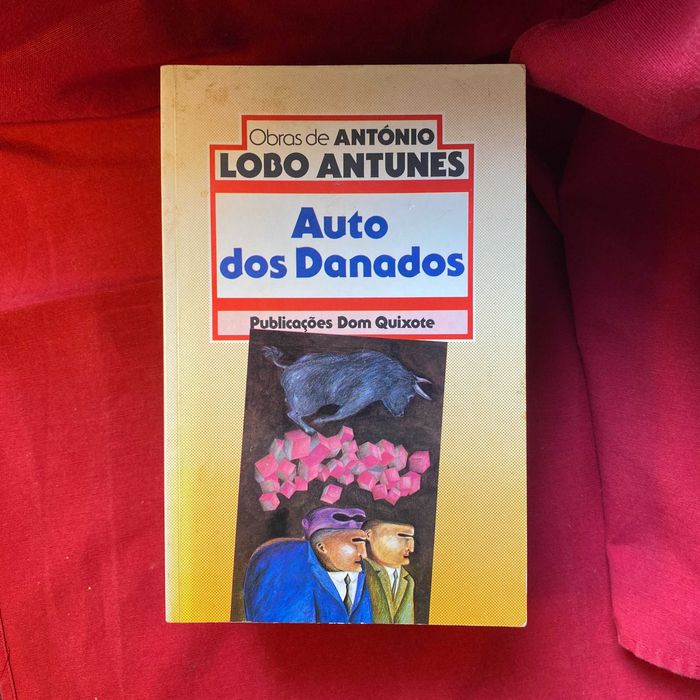 Obras de ANTÓNIO
LOBO ANTUNES
Auto
dos Danados
Publicações Dom Quixote